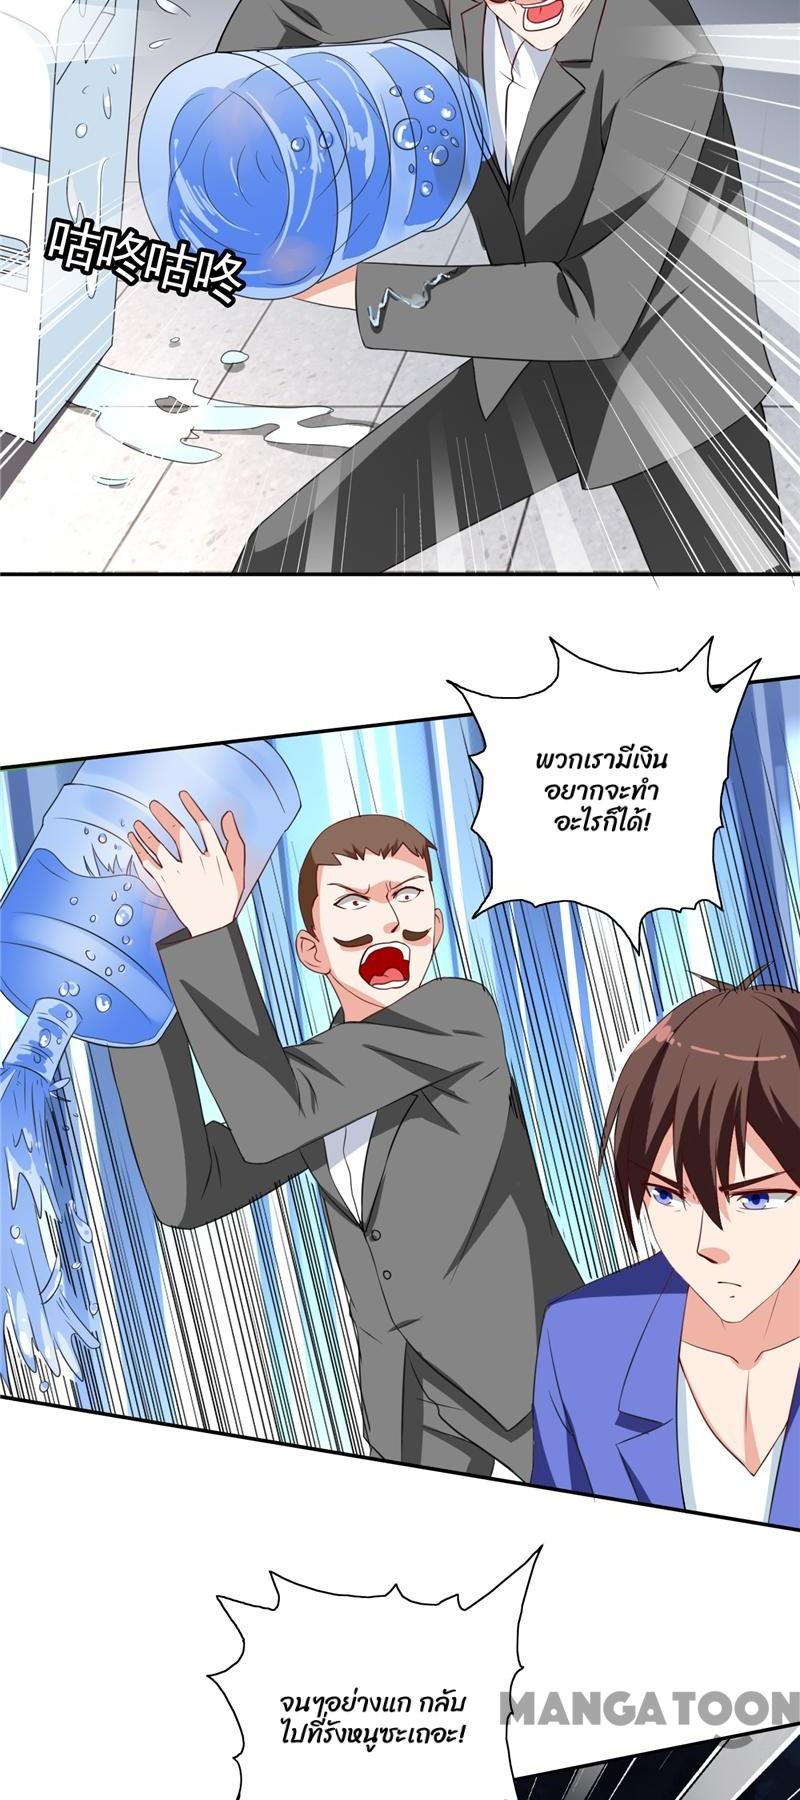 咕咚咕咚
พวกเรามีเงิน
อยากจะทำ
อะไรก็ได้!
จนๆอย่างแก กลับ
ไปที่รังหนูซะเถอะ!
MANGATOON